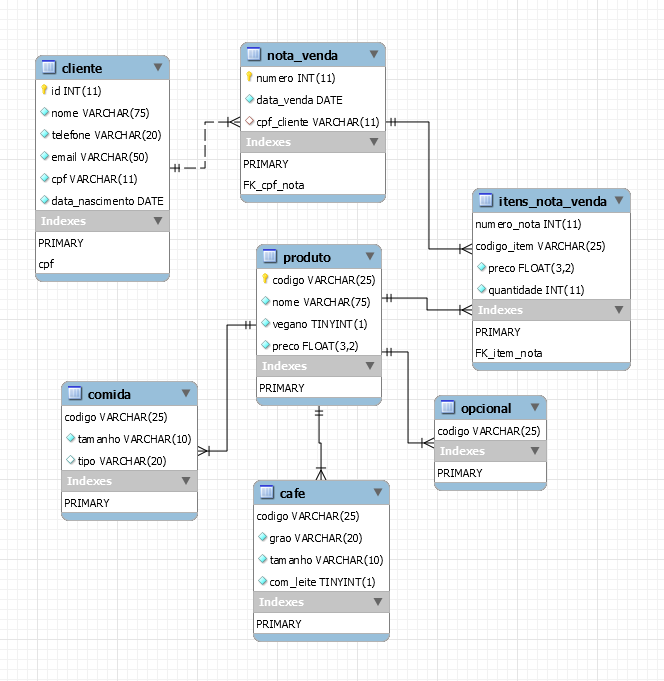 cliente
id INT(11)
nome VARCHAR(75)
telefone VARCHAR(20)
email VARCHAR(50)
cpf VARCHAR(11)
data_nascimento DATE
Indexes
PRIMARY
cpf
nota_venda
numero INT(11)
data_venda DATE
cpf_cliente VARCHAR(11)
Indexes
PRIMARY
FK_cpf_nota
itens_nota_venda
numero_nota INT(11)
codigo_item VARCHAR(25)
preco FLOAT(3,2)
quantidade INT(11)
Indexes
PRIMARY
FK_item_nota
produto
codigo VARCHAR(25)
nome VARCHAR(75)
vegano TINYINT(1)
preco FLOAT(3,2)
Indexes
PRIMARY
comida
codigo VARCHAR(25)
tamanho VARCHAR(10)
tipo VARCHAR(20)
Indexes
PRIMARY
opcional
codigo VARCHAR(25)
Indexes
PRIMARY
cafe
codigo VARCHAR(25)
grao VARCHAR(20)
tamanho VARCHAR(10)
com_leite TINYINT(1)
Indexes
PRIMARY